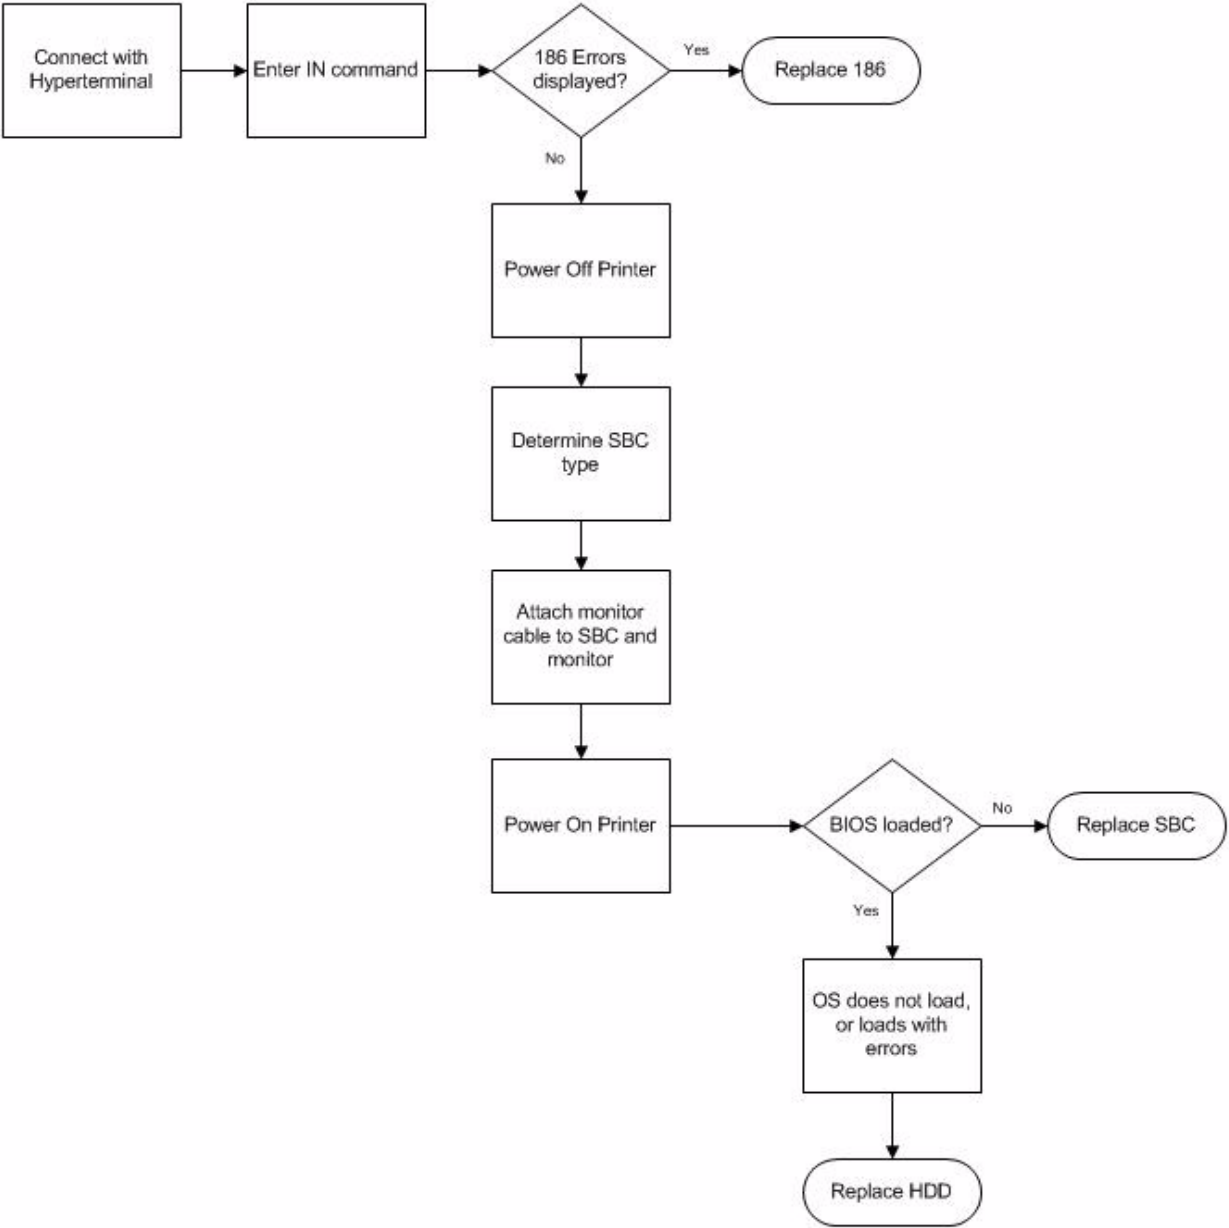 Connect with
Hyperterminal
Enter IN command
186 Errors
displayed?
Yes
Replace 186
No
Power Off Printer
Determine SBC
type
Attach monitor
cable to SBC and
monitor
Power On Printer
BIOS loaded?
No
Replace SBC
Yes
OS does not load,
or loads with
errors
Replace HDD